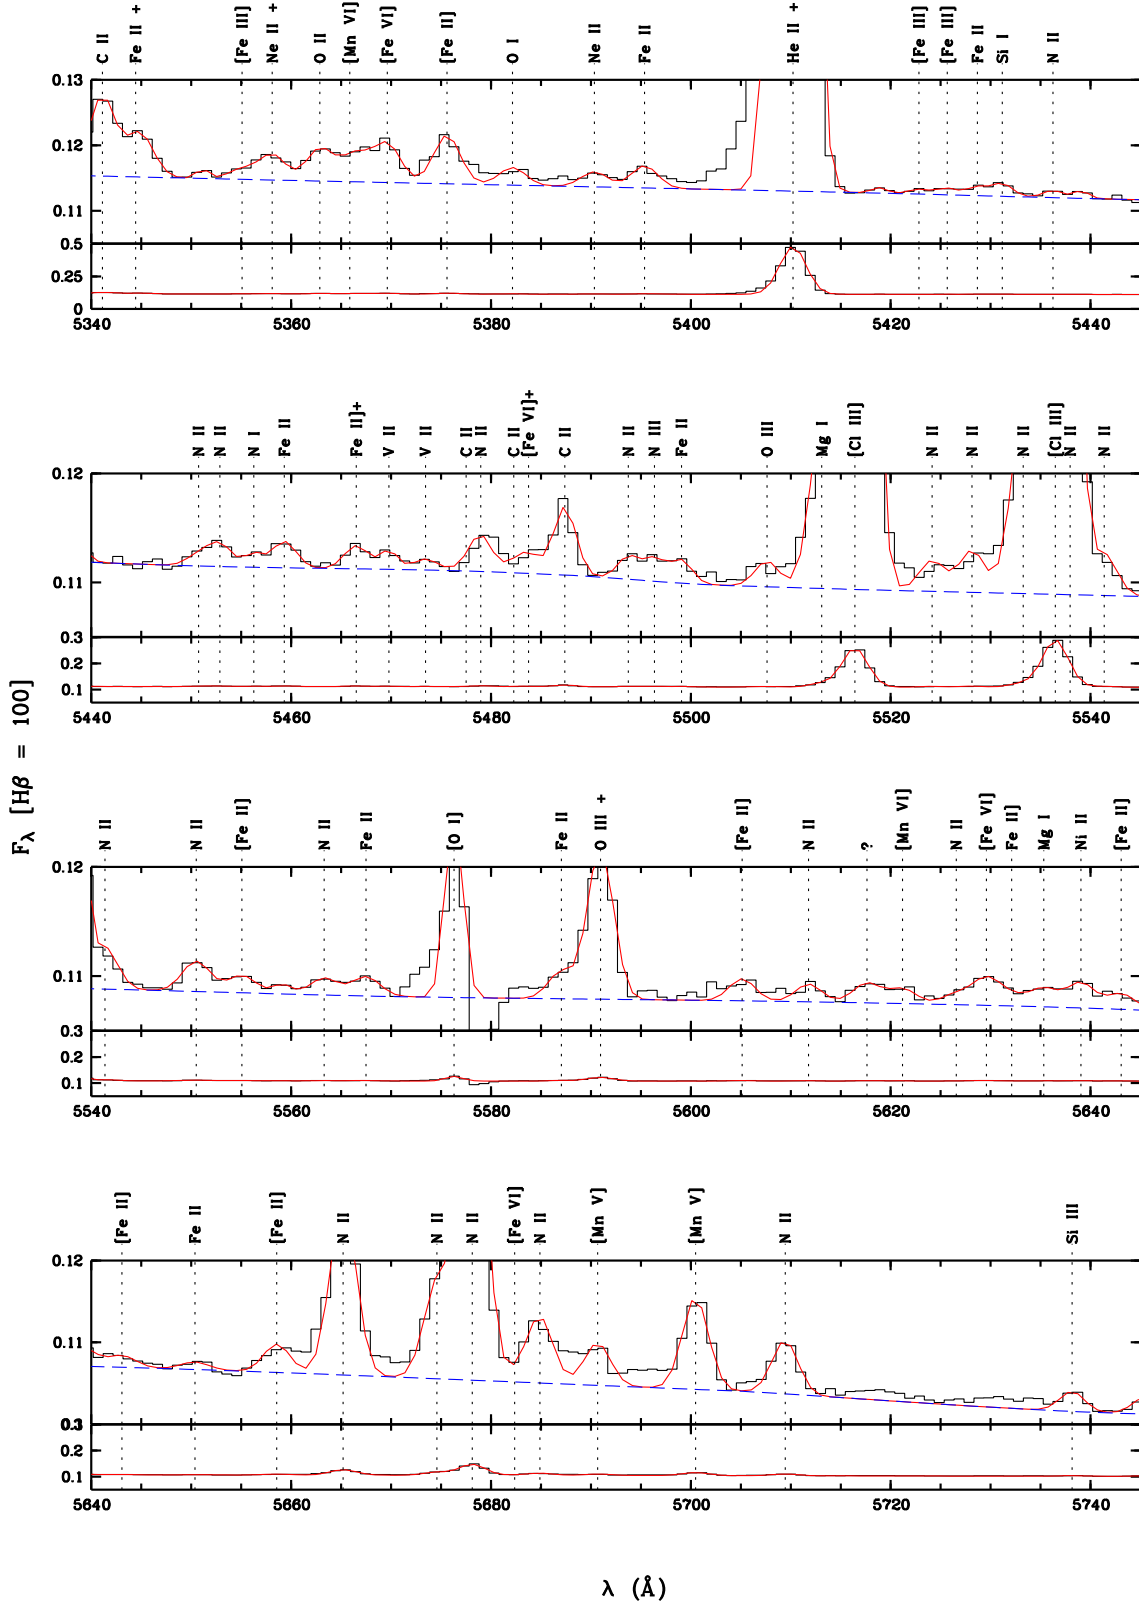 C II
Fe II +
[Fe III]
Ne II +
O II
[Mn VI]
[Fe VI]
[Fe II]
O I
Ne II
Fe II
He II +
[Fe III]
[Fe III]
Fe II
Si I
N II
0.13
0.12
0.11
0.5
0.25
0
5340 5360 5380 5400 5420 5440
N II
N II
N I
Fe II
Fe II]+
V II
V II
C II
N II
C II
[Fe VI]+
C II
N II
N III
Fe II
O III
Mg I
[Cl III]
N II
N II
N II
[Cl III]
N II
N II
0.12
0.11
0.3
0.2
0.1
5440 5460 5480 5500 5520 5540
N II
N II
[Fe II]
N II
Fe II
[O I]
Fe II
O III +
[Fe II]
N II
?
[Mn VI]
N II
[Fe VI]
Fe II]
Mg I
Ni II
[Fe II]
0.12
0.11
0.3
0.2
0.1
5540 5560 5580 5600 5620 5640
[Fe II]
Fe II
[Fe II]
N II
N II
N II
[Fe VI]
N II
[Mn V]
[Mn V]
N II
Si III
0.12
0.11
0.3
0.2
0.1
5640 5660 5680 5700 5720 5740
Fλ [Hβ = 100]
λ (Å)